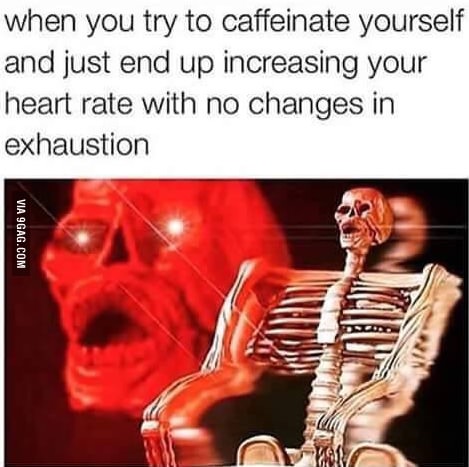 when you try to caffeinate yourself
and just end up increasing your
heart rate with no changes in
exhaustion
VIA 9GAG.COM